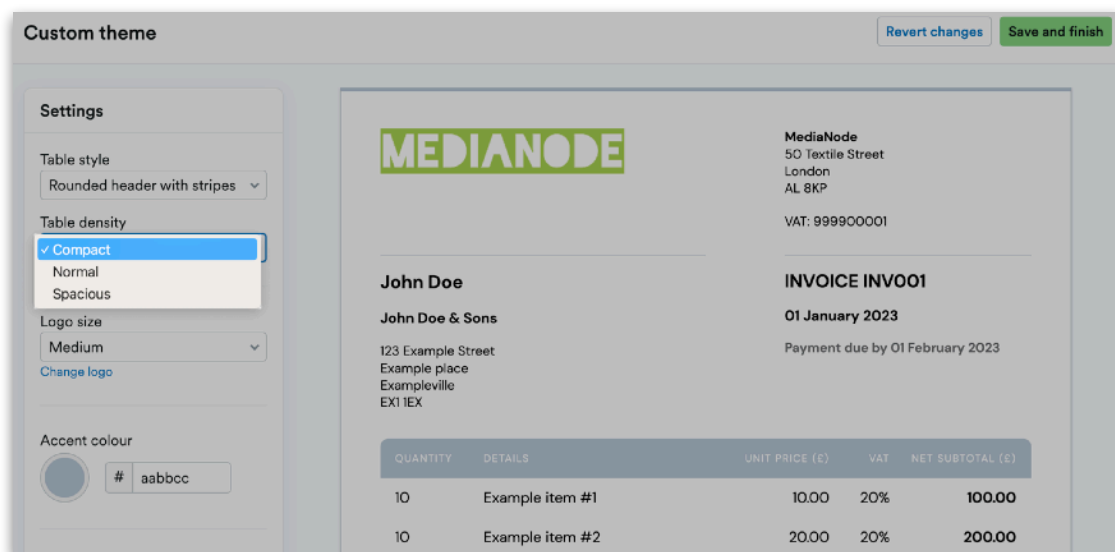 Custom theme
Revert changes
Save and finish
Settings
Table style
Rounded header with stripes
Table density
✓ Compact
Normal
Spacious
Logo size
Medium
Change logo
Accent colour
# aabbcc
MEDIANODE
MediaNode
50 Textile Street
London
AL 8KP
VAT: 999900001
John Doe
John Doe & Sons
123 Example Street
Example place
Exampleville
EX1 1EX
INVOICE INV001
01 January 2023
Payment due by 01 February 2023
QUANTITY DETAILS UNIT PRICE (£) VAT NET SUBTOTAL (£)
10 Example item #1 10.00 20% 100.00
10 Example item #2 20.00 20% 200.00